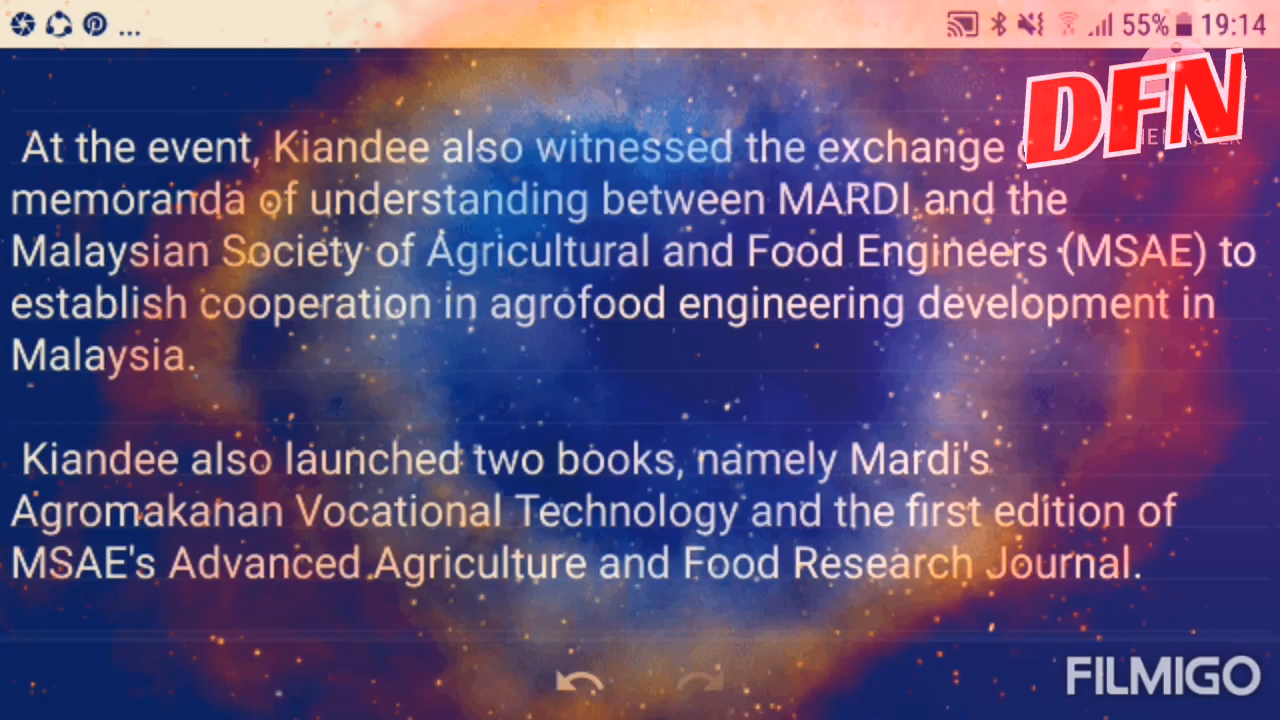 ... 55% 19:14
DFN
At the event, Kiandee also witnessed the exchange
memoranda of understanding between MARDI and the
Malaysian Society of Agricultural and Food Engineers (MSAE) to
establish cooperation in agrofood engineering development in
Malaysia.
Kiandee also launched two books, namely Mardi's
Agromakanan Vocational Technology and the first edition of
MSAE's Advanced Agriculture and Food Research Journal.
FILMIGO